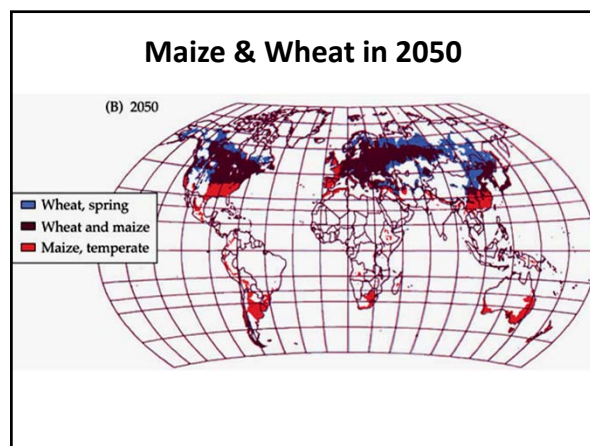 Maize & Wheat in 2050
(B) 2050
Wheat, spring
Wheat and maize
Maize, temperate